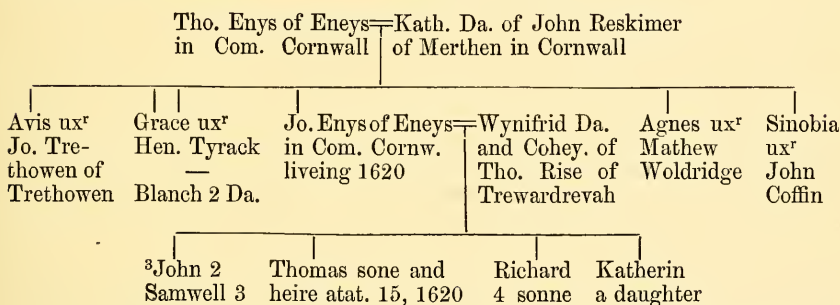 Tho. Enys of Eneys=Kath. Da. of John Reskimer
in Com. Cornwall of Merthen in Cornwall
Avis uxʳ
Jo. Tre-
thowen of
Trethowen
Grace uxʳ
Hen. Tyrack
—
Blanch 2 Da.
Jo. Enys of Eneys=
in Com. Cornw.
liveing 1620
Wynifrid Da.
and Cohey. of
Tho. Rise of
Trewardrevah
Agnes uxʳ
Mathew
Woldridge
Sinobia
uxʳ
John
Coffin
³John 2
Samwell 3
Thomas sone and
heire atat. 15, 1620
Richard
4 sonne
Katherin
a daughter